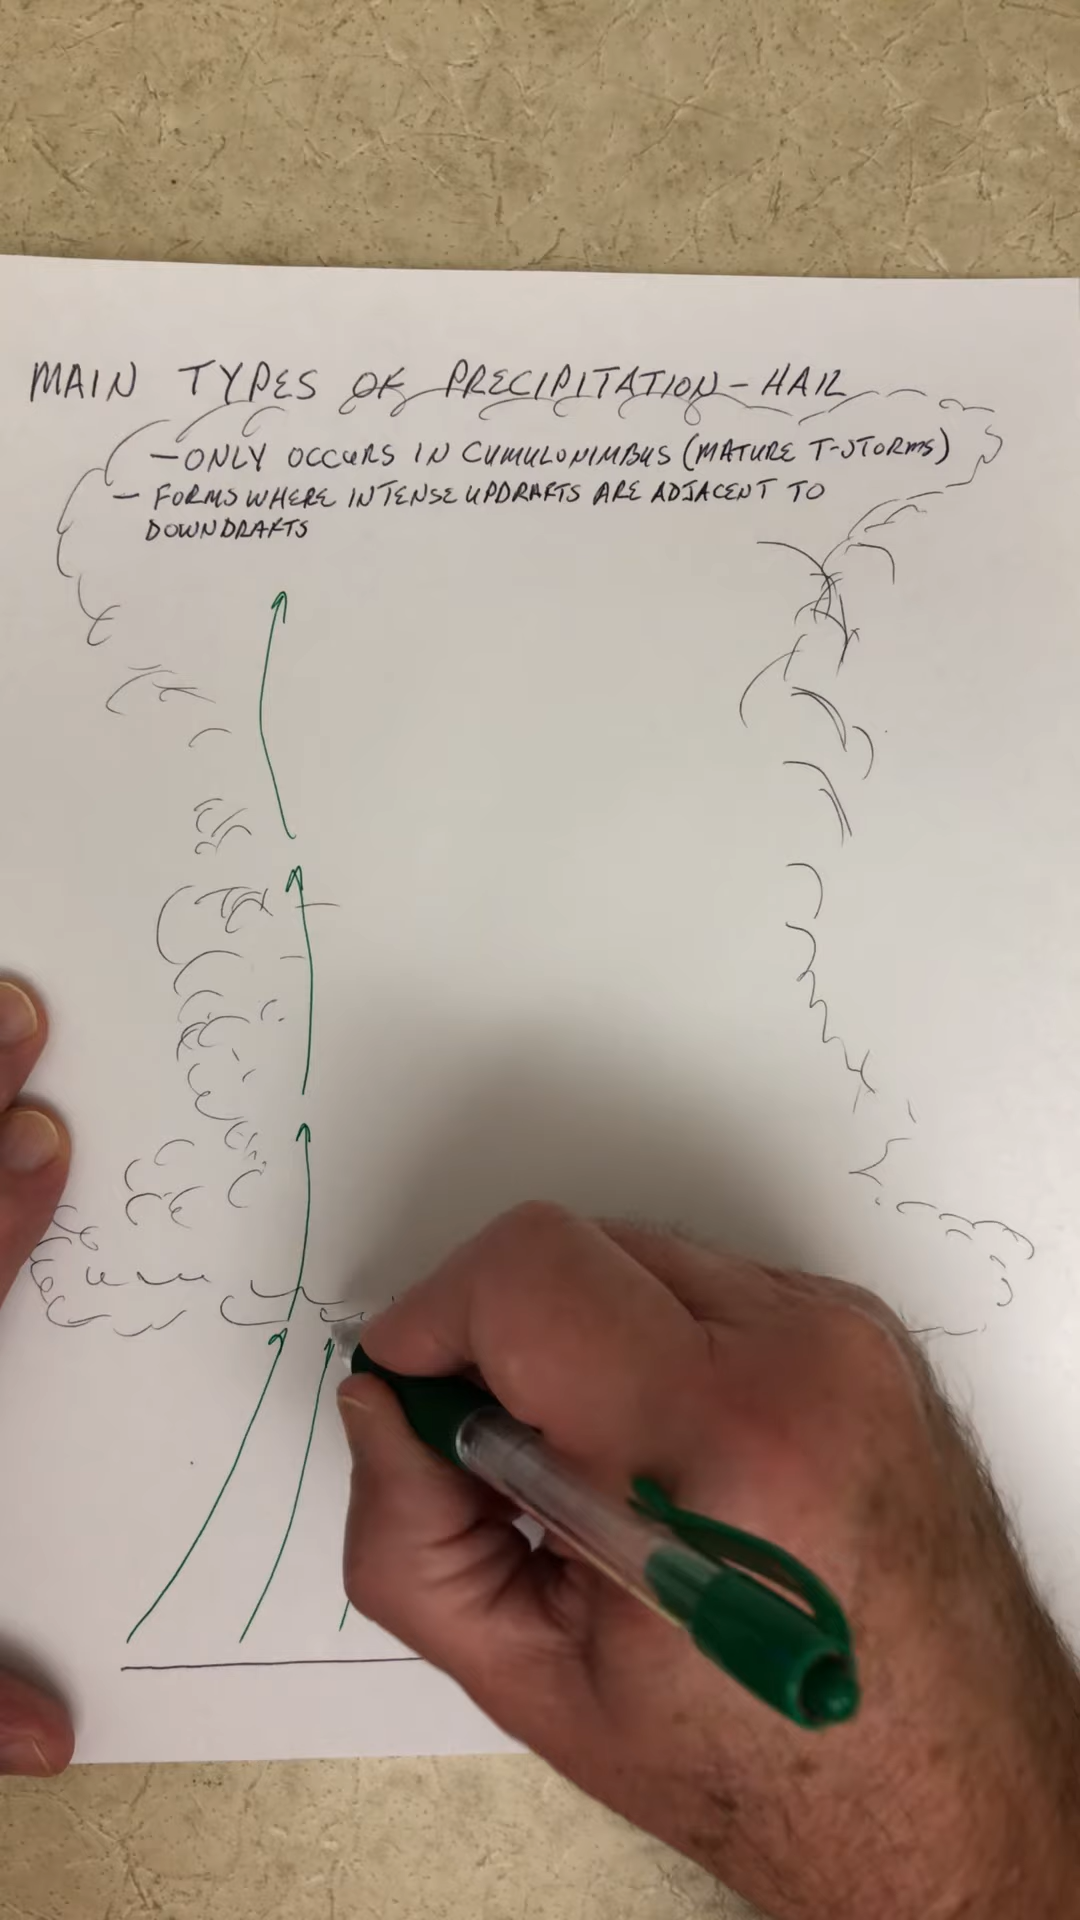 MAIN TYPES OF PRECIPITATION-HAIL
-ONLY OCCURS IN CUMULONIMBUS (MATURE T-STORMS)
- FORMS WHERE INTENSE UPDRAFTS ARE ADJACENT TO
DOWNDRAFTS